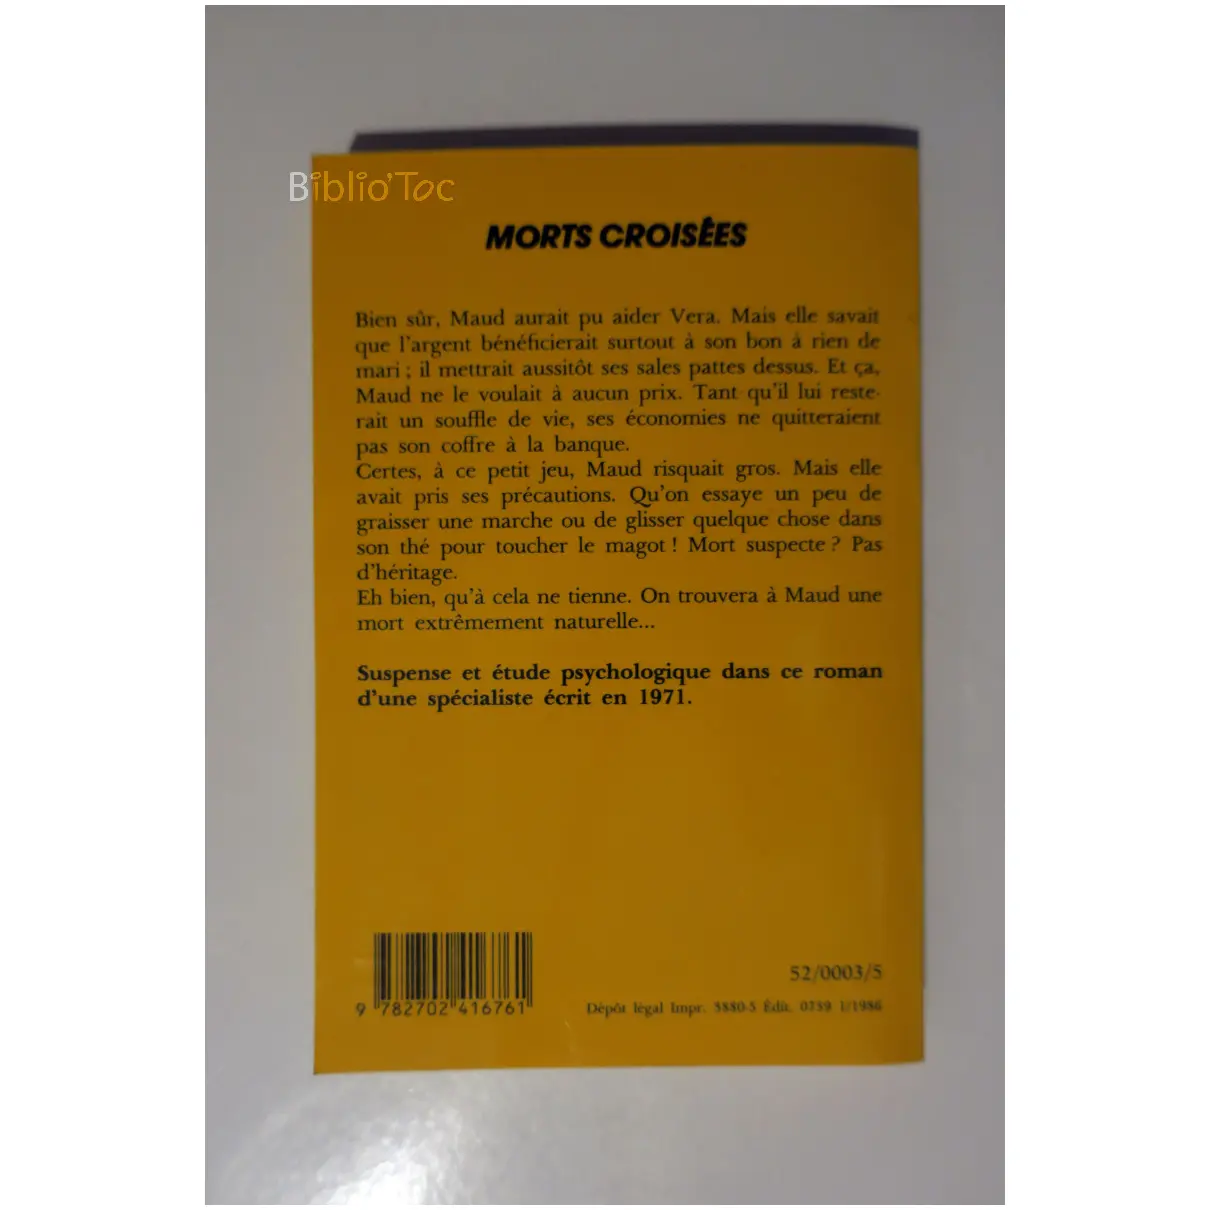 Biblio'Toc
MORTS CROISÉES
Bien sûr, Maud aurait pu aider Vera. Mais elle savait
que l'argent bénéficierait surtout à son bon à rien de
mari ; il mettrait aussitôt ses sales pattes dessus. Et ça,
Maud ne le voulait à aucun prix. Tant qu'il lui reste-
rait un souffle de vie, ses économies ne quitteraient
pas son coffre à la banque.
Certes, à ce petit jeu, Maud risquait gros. Mais elle
avait pris ses précautions. Qu'on essaye un peu de
graisser une marche ou de glisser quelque chose dans
son thé pour toucher le magot ! Mort suspecte ? Pas
d'héritage.
Eh bien, qu'à cela ne tienne. On trouvera à Maud une
mort extrêmement naturelle...
Suspense et étude psychologique dans ce roman
d'une spécialiste écrit en 1971.
52/0003/5
9 782702 416761
Dépôt légal Impr. 5880-5 Édit. 0739 1/1986